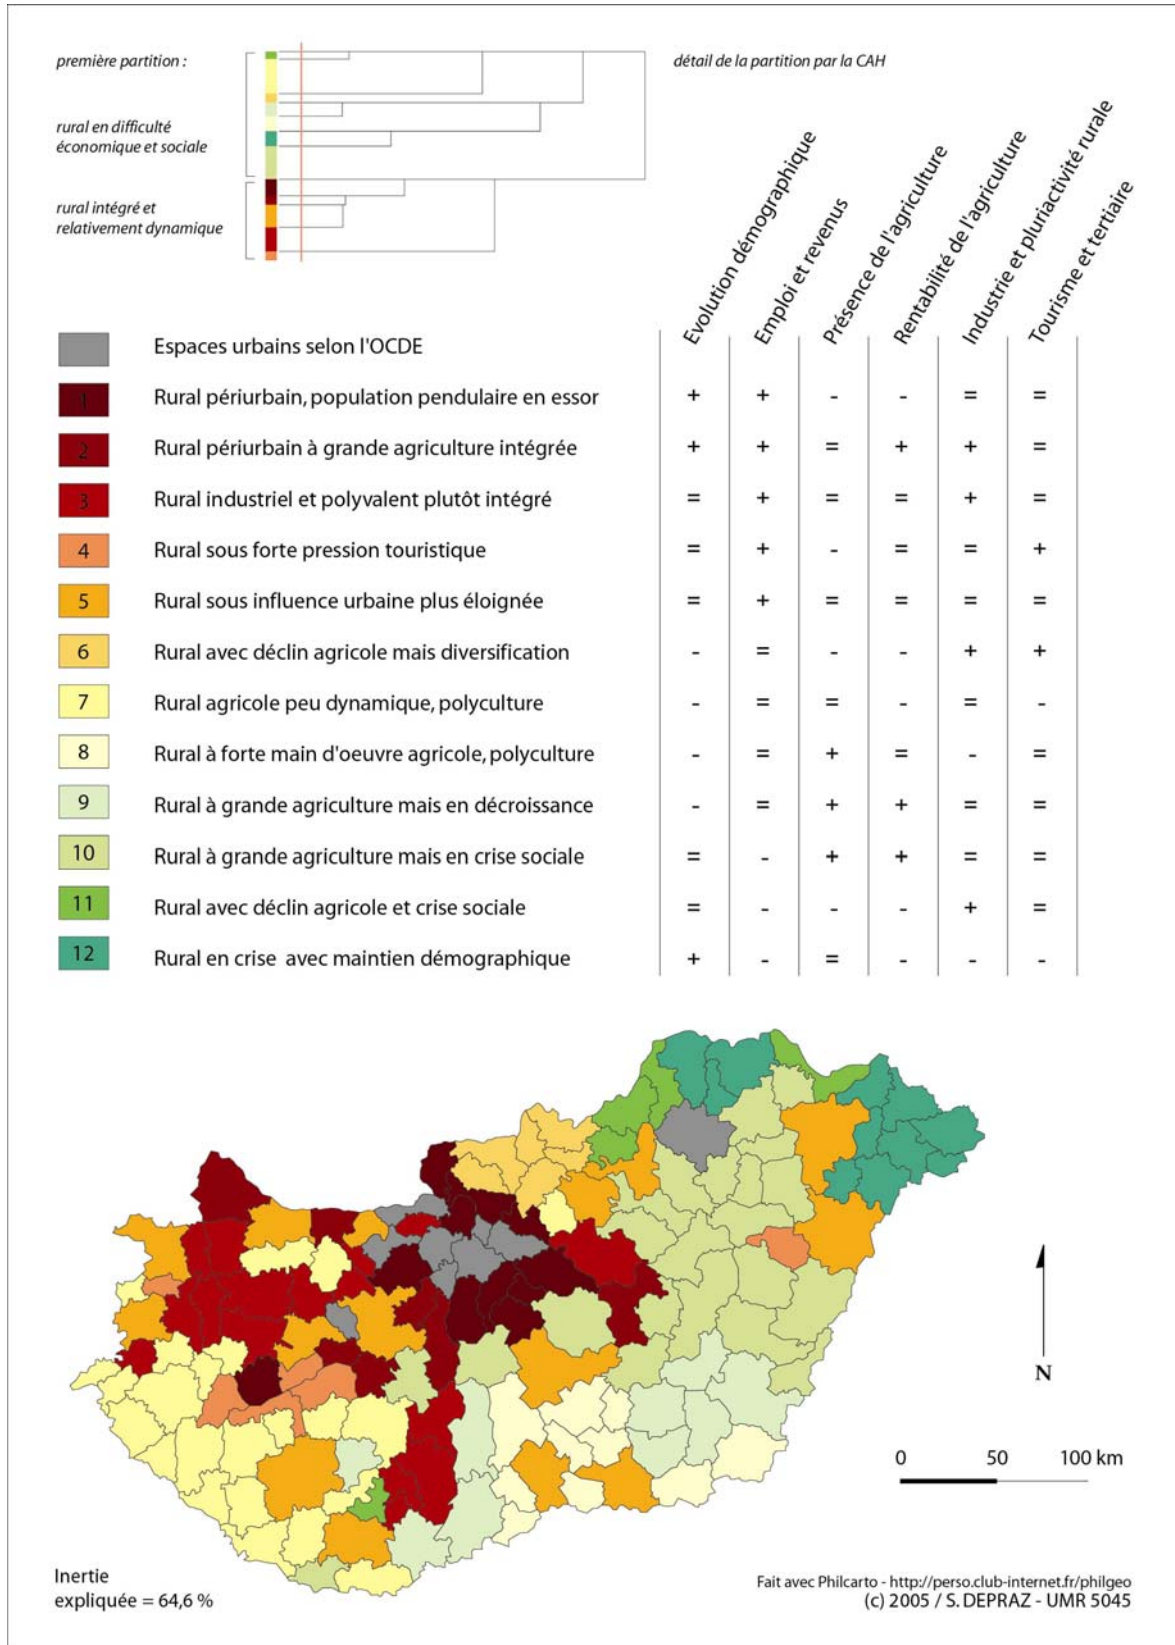 première partition :
détail de la partition par la CAH
rural en difficulté
économique et sociale
rural intégré et
relativement dynamique
Evolution démographique
Emploi et revenus
Présence de l'agriculture
Rentabilité de l'agriculture
Industrie et pluriactivité rurale
Tourisme et tertiaire
Espaces urbains selon l'OCDE
1 Rural périurbain, population pendulaire en essor + + - - = =
2 Rural périurbain à grande agriculture intégrée + + = + + =
3 Rural industriel et polyvalent plutôt intégré = + = = + =
4 Rural sous forte pression touristique = + - = = +
5 Rural sous influence urbaine plus éloignée = + = = = =
6 Rural avec déclin agricole mais diversification - = - - + +
7 Rural agricole peu dynamique, polyculture - = = - = -
8 Rural à forte main d'oeuvre agricole, polyculture - = + = - =
9 Rural à grande agriculture mais en décroissance - = + + = =
10 Rural à grande agriculture mais en crise sociale = - + + = =
11 Rural avec déclin agricole et crise sociale = - - - + =
12 Rural en crise avec maintien démographique + - = - - -
N
0 50 100 km
Inertie
expliquée = 64,6 %
Fait avec Philcarto - http://perso.club-internet.fr/philgeo
(c) 2005 / S. DEPRAZ - UMR 5045